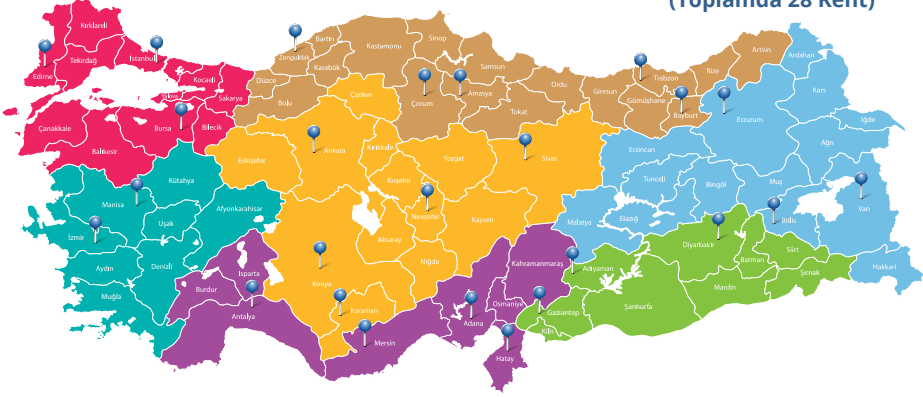 (Toplamda 28 Kent)
Kırklareli
Edirne
Tekirdağ
İstanbul
Kocaeli
Yalova
Sakarya
Çanakkale
Balıkesir
Bursa
Bilecik
Zonguldak
Bartın
Kastamonu
Sinop
Karabük
Düzce
Bolu
Çankırı
Çorum
Samsun
Amasya
Tokat
Ordu
Giresun
Trabzon
Gümüşhane
Rize
Bayburt
Artvin
Ardahan
Kars
Iğdır
Erzurum
Ağrı
Erzincan
Tunceli
Bingöl
Muş
Elazığ
Malatya
Bitlis
Van
Hakkari
Eskişehir
Ankara
Kırıkkale
Yozgat
Sivas
Kırşehir
Nevşehir
Kayseri
Aksaray
Niğde
Konya
Karaman
Kütahya
Manisa
Uşak
Afyonkarahisar
İzmir
Aydın
Denizli
Muğla
Isparta
Burdur
Antalya
Mersin
Adana
Osmaniye
Kahramanmaraş
Hatay
Adıyaman
Gaziantep
Kilis
Şanlıurfa
Diyarbakır
Mardin
Batman
Siirt
Şırnak